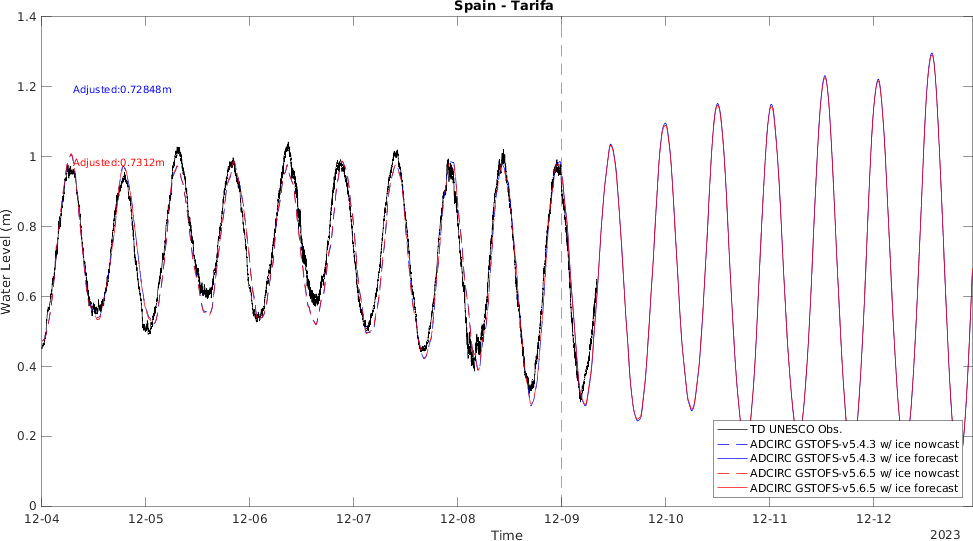 Spain - Tarifa
1.4
1.2
1
0.8
0.6
0.4
0.2
0
Water Level (m)
Adjusted:0.72848m
Adjusted:0.7312m
TD UNESCO Obs.
ADCIRC GSTOFS-v5.4.3 w/ ice nowcast
ADCIRC GSTOFS-v5.4.3 w/ ice forecast
ADCIRC GSTOFS-v5.6.5 w/ ice nowcast
ADCIRC GSTOFS-v5.6.5 w/ ice forecast
12-04 12-05 12-06 12-07 12-08 12-09 12-10 12-11 12-12
Time
2023